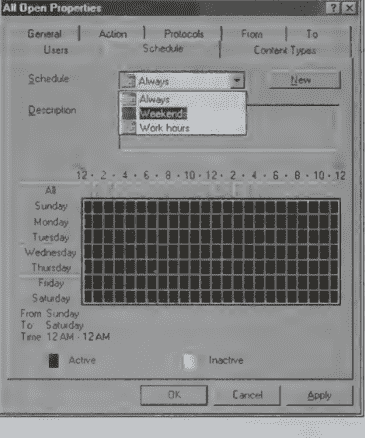 All Open Properties
General Action Protocols From To
Users Schedule Content Types
Schedule Always New
Always
Description Weekends
Work hours
12 · 2 · 4 · 6 · 8 · 10 · 12 · 2 · 4 · 6 · 8 · 10 · 12
All
Sunday
Monday
Tuesday
Wednesday
Thursday
Friday
Saturday
From Sunday
To Saturday
Time 12 AM - 12 AM
Active Inactive
OK Cancel Apply